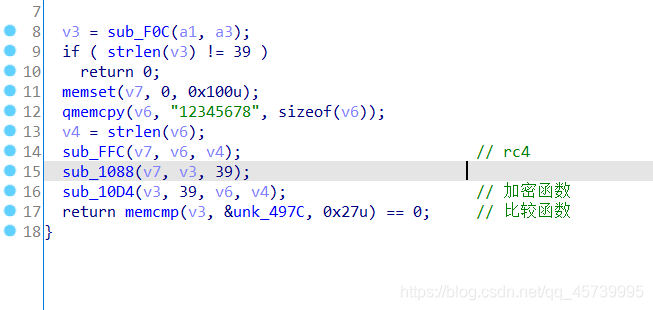 7
8 v3 = sub_F0C(a1, a3);
9 if ( strlen(v3) != 39 )
10 return 0;
11 memset(v7, 0, 0x100u);
12 qmemcpy(v6, "12345678", sizeof(v6));
13 v4 = strlen(v6);
14 sub_FFC(v7, v6, v4); // rc4
15 sub_1088(v7, v3, 39);
16 sub_10D4(v3, 39, v6, v4); // 加密函数
17 return memcmp(v3, &unk_497C, 0x27u) == 0; // 比较函数
18 }
https://blog.csdn.net/qq_45739995